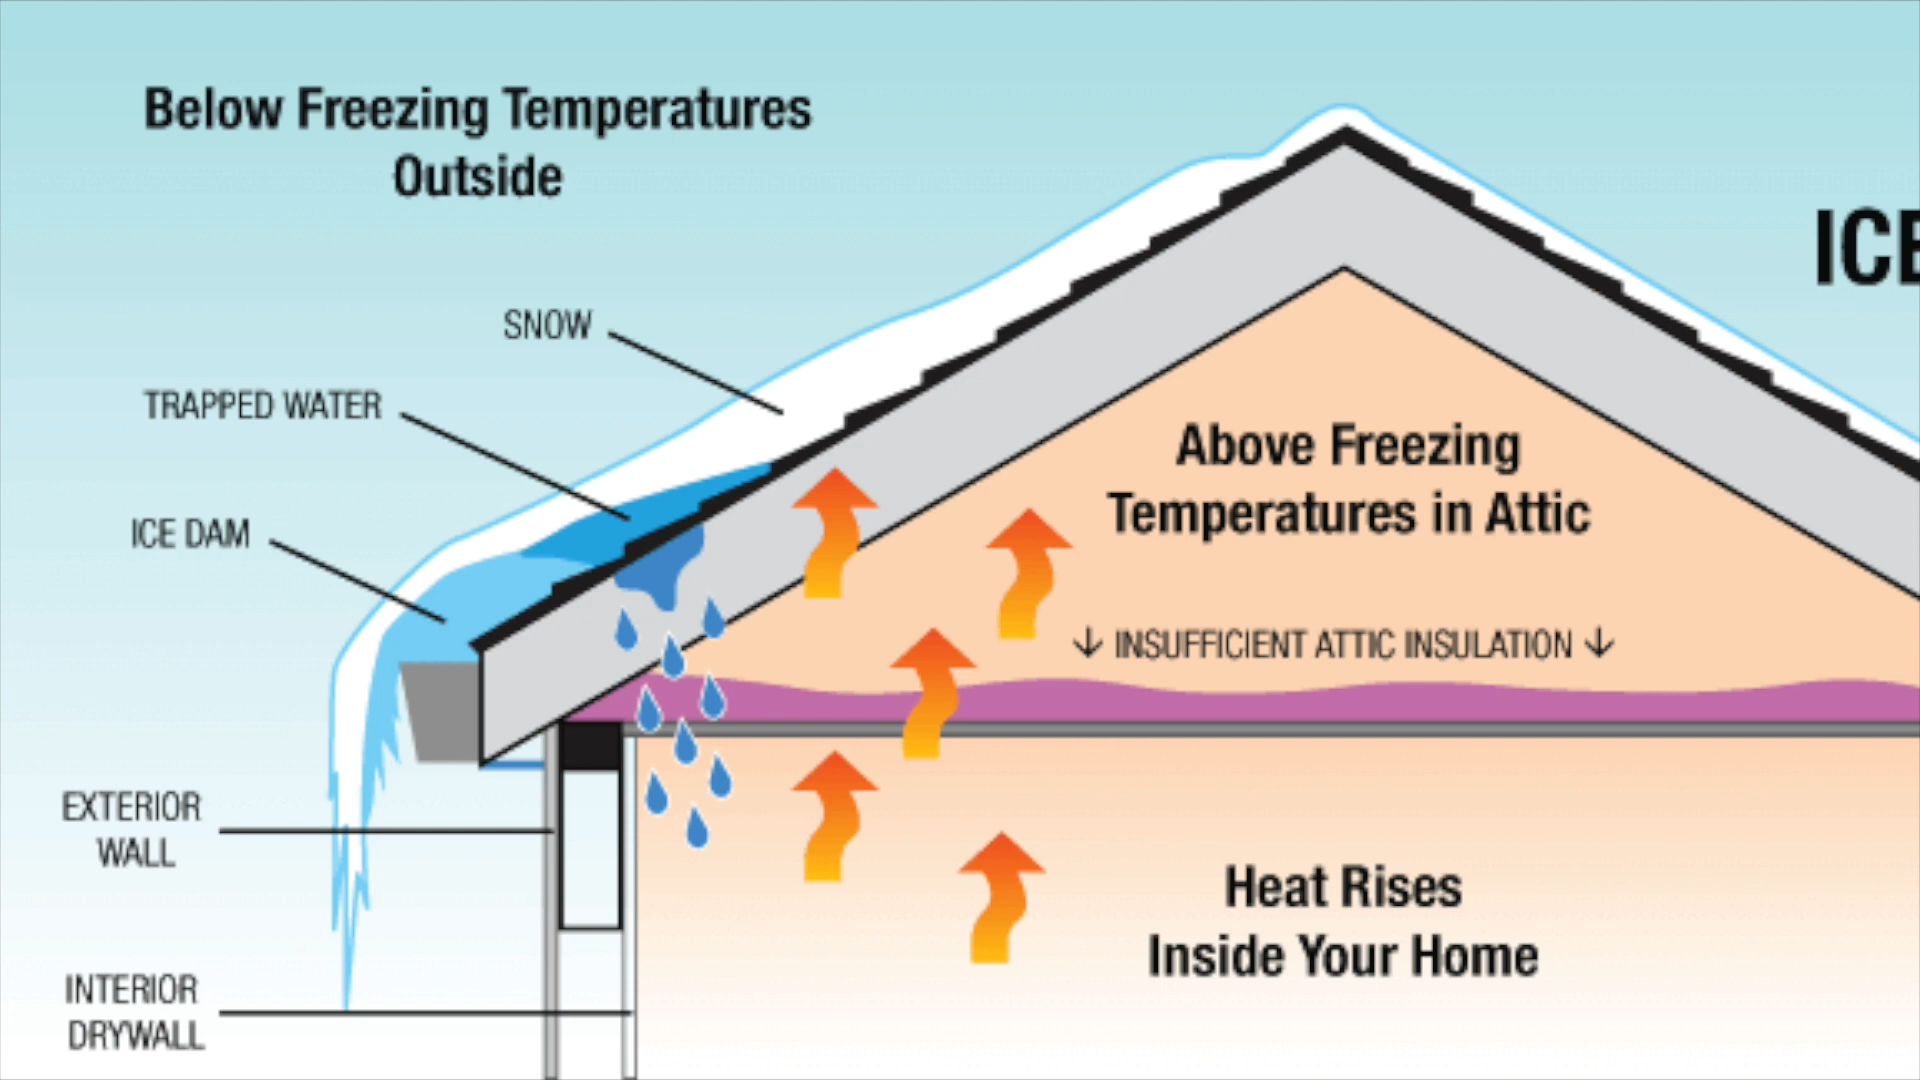 Below Freezing Temperatures
Outside
ICE
SNOW
TRAPPED WATER
ICE DAM
Above Freezing
Temperatures in Attic
↓ INSUFFICIENT ATTIC INSULATION ↓
EXTERIOR
WALL
Heat Rises
Inside Your Home
INTERIOR
DRYWALL